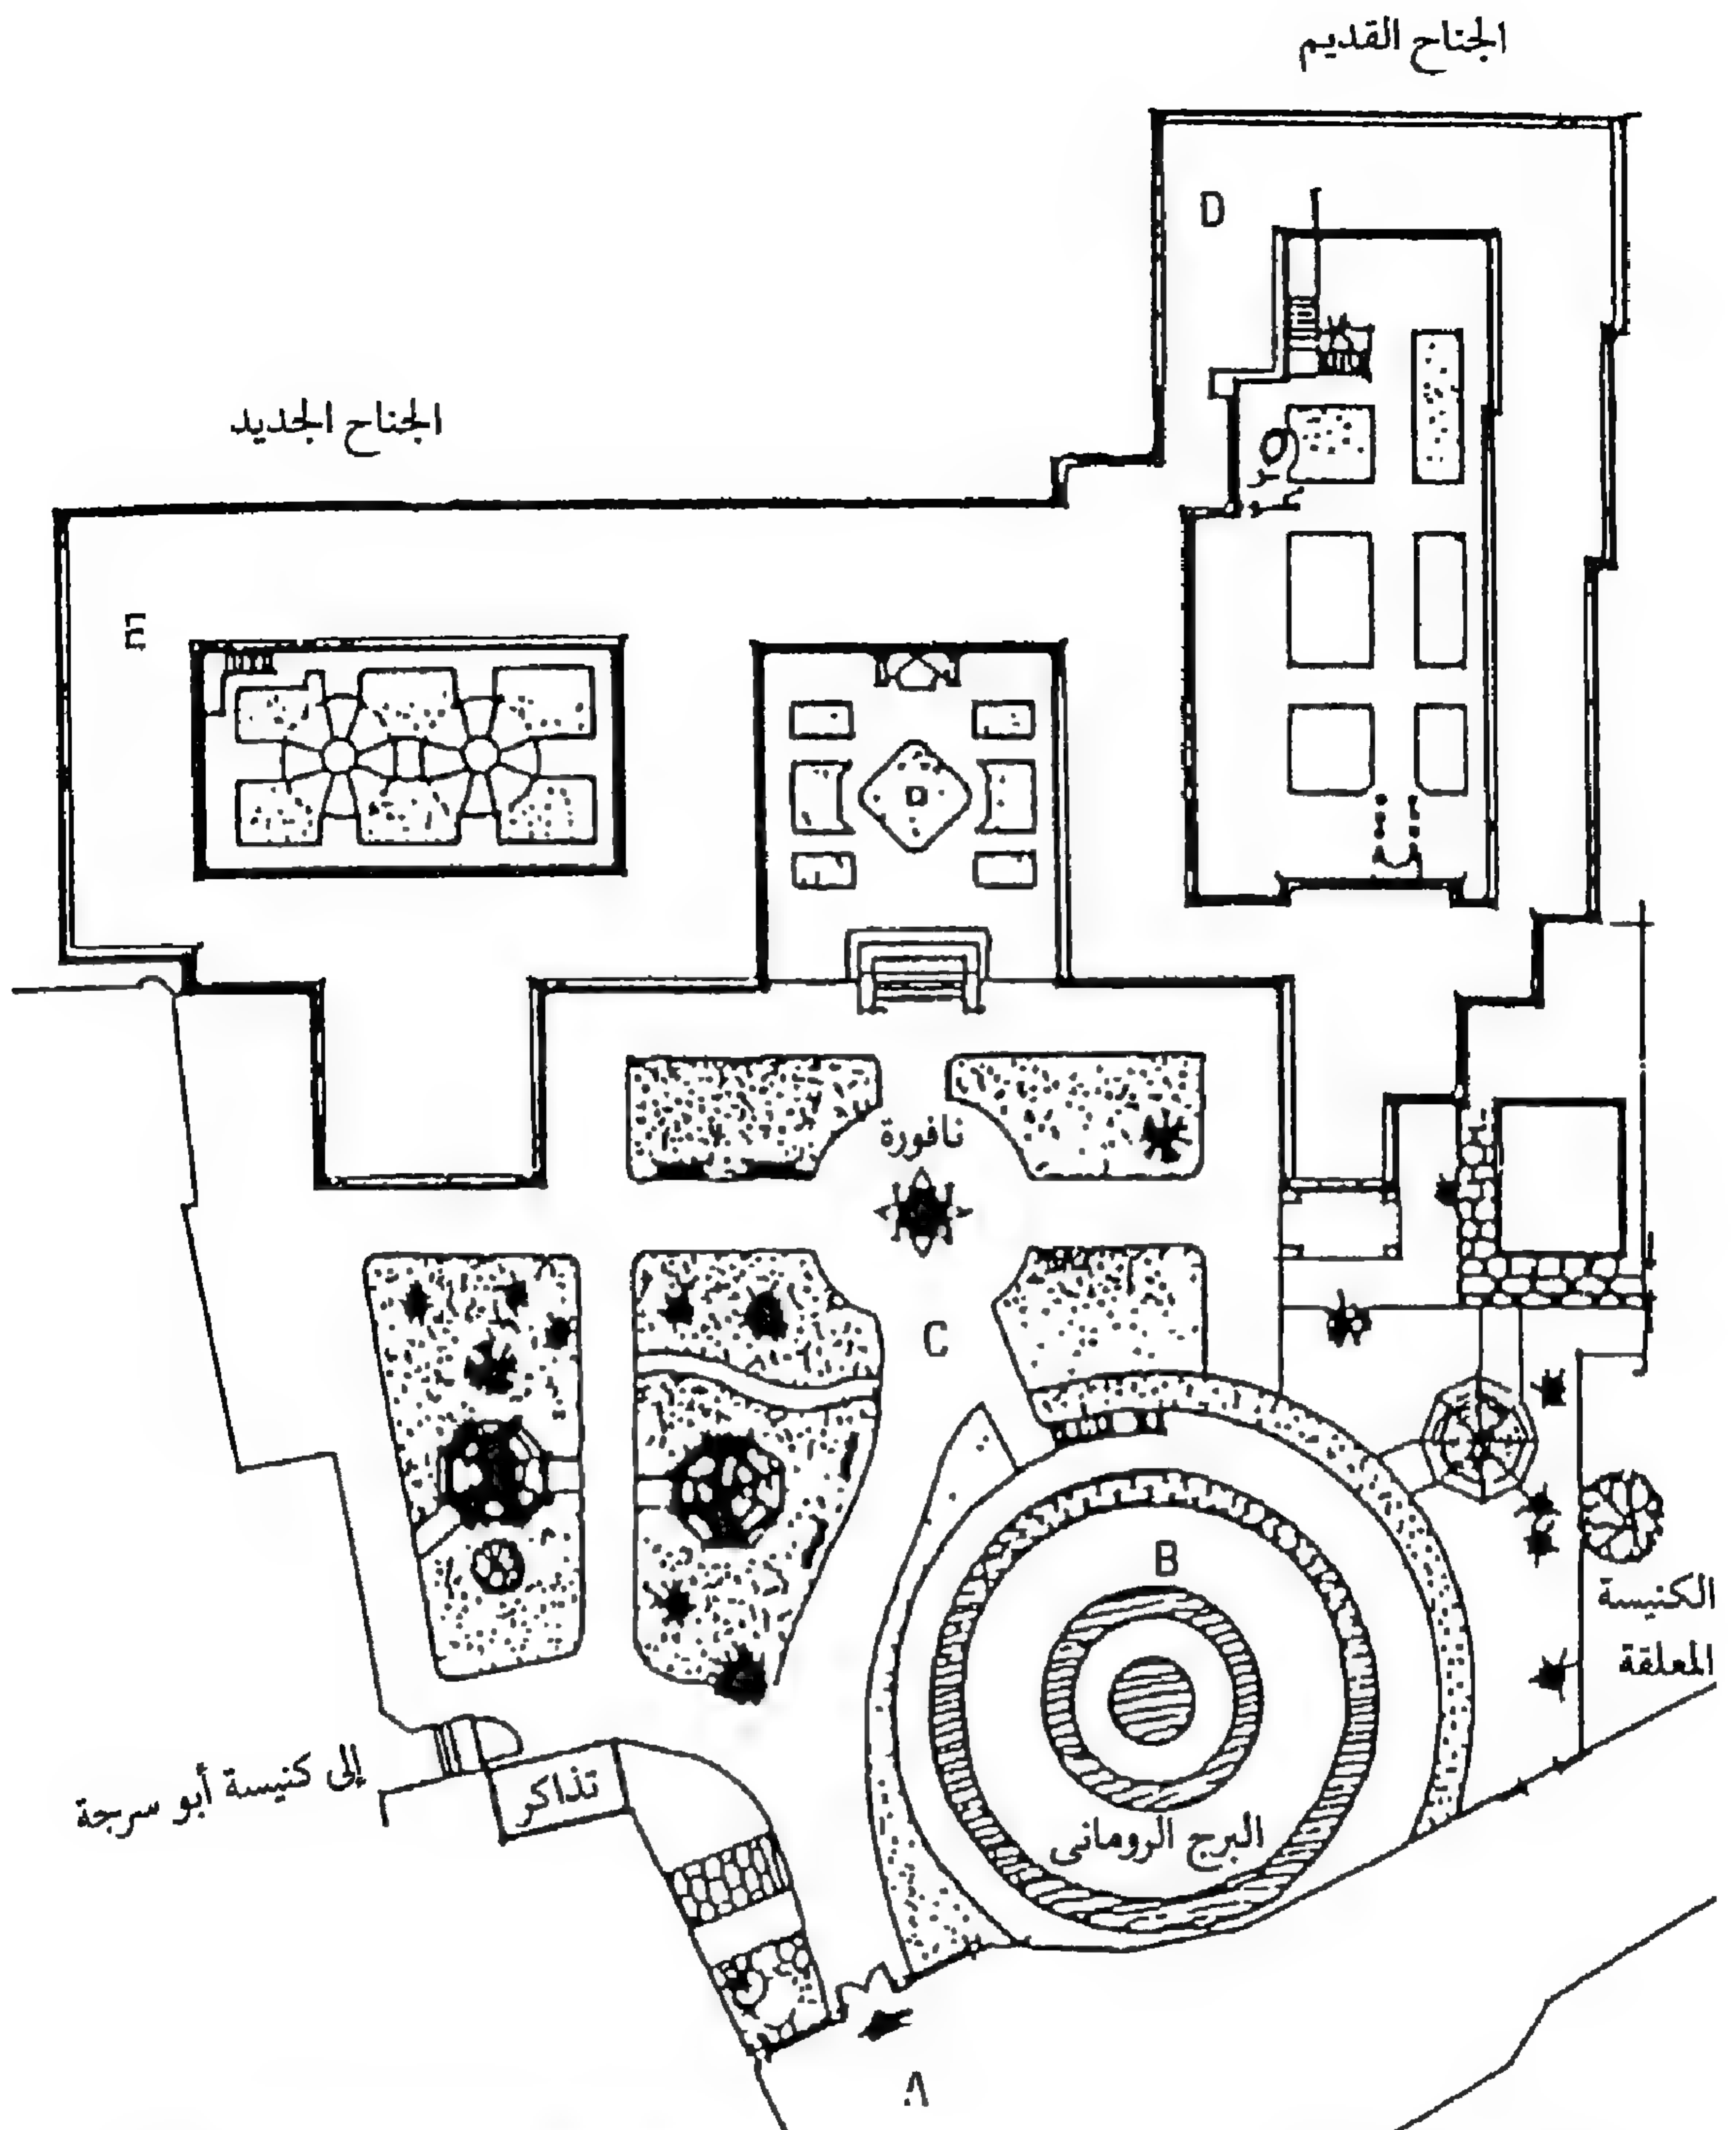 الجناح القديم
D
الجناح الجديد
E
نافورة
C
B
الكنيسة
المعلقة
إلى كنيسة أبو سرجة
تذاكر
البرج الرومانى
A